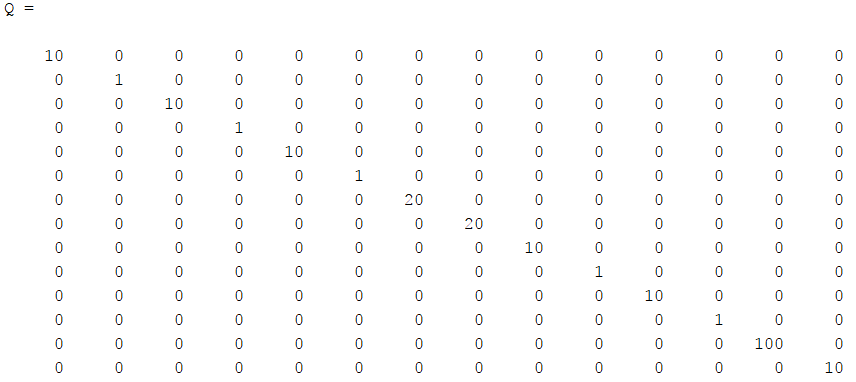 Q =
10 0 0 0 0 0 0 0 0 0 0 0 0 0
0 1 0 0 0 0 0 0 0 0 0 0 0 0
0 0 10 0 0 0 0 0 0 0 0 0 0 0
0 0 0 1 0 0 0 0 0 0 0 0 0 0
0 0 0 0 10 0 0 0 0 0 0 0 0 0
0 0 0 0 0 1 0 0 0 0 0 0 0 0
0 0 0 0 0 0 20 0 0 0 0 0 0 0
0 0 0 0 0 0 0 20 0 0 0 0 0 0
0 0 0 0 0 0 0 0 10 0 0 0 0 0
0 0 0 0 0 0 0 0 0 1 0 0 0 0
0 0 0 0 0 0 0 0 0 0 10 0 0 0
0 0 0 0 0 0 0 0 0 0 0 1 0 0
0 0 0 0 0 0 0 0 0 0 0 0 100 0
0 0 0 0 0 0 0 0 0 0 0 0 0 10